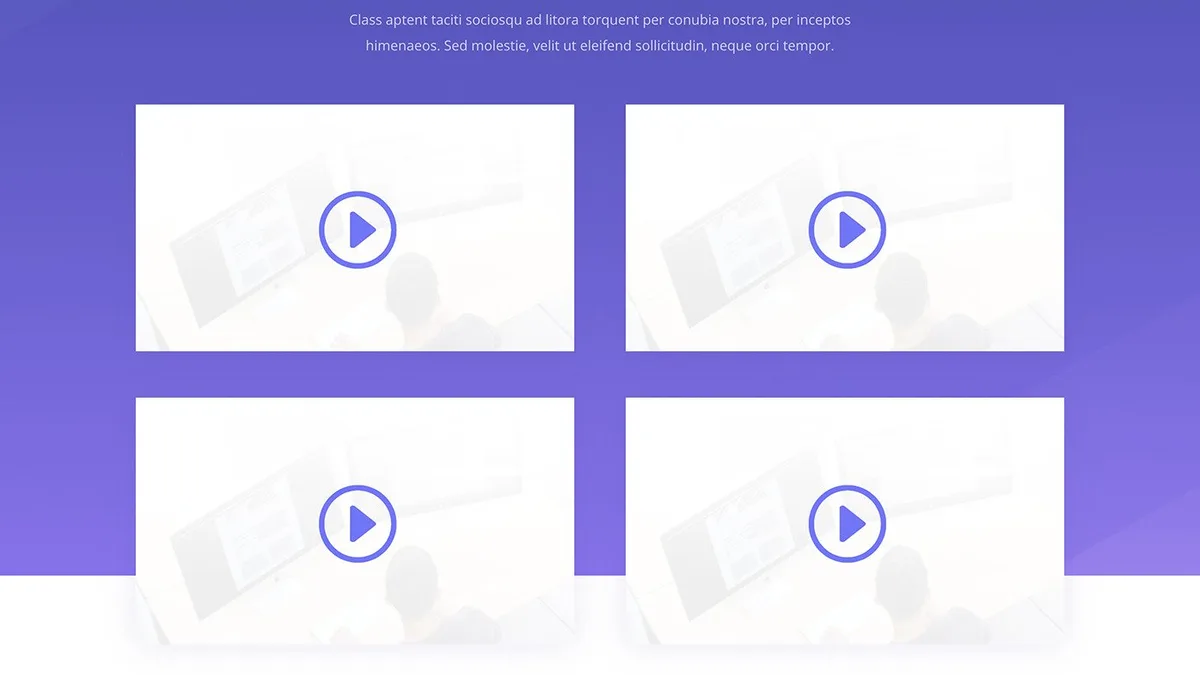 Class aptent taciti sociosqu ad litora torquent per conubia nostra, per inceptos
himenaeos. Sed molestie, velit ut eleifend sollicitudin, neque orci tempor.